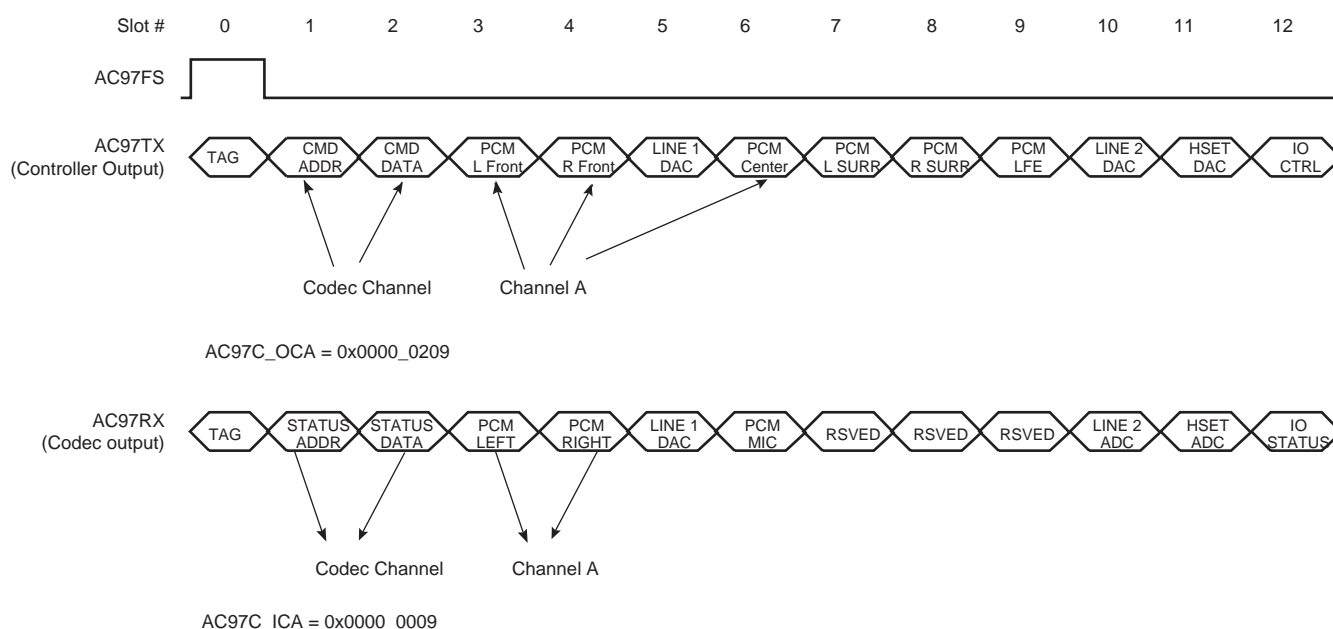 Slot # 0 1 2 3 4 5 6 7 8 9 10 11 12
AC97FS
AC97TX
(Controller Output)
TAG
CMD
ADDR
CMD
DATA
PCM
L Front
PCM
R Front
LINE 1
DAC
PCM
Center
PCM
L SURR
PCM
R SURR
PCM
LFE
LINE 2
DAC
HSET
DAC
IO
CTRL
Codec Channel
Channel A
AC97C_OCA = 0x0000_0209
AC97RX
(Codec output)
TAG
STATUS
ADDR
STATUS
DATA
PCM
LEFT
PCM
RIGHT
LINE 1
DAC
PCM
MIC
RSVED
RSVED
RSVED
LINE 2
ADC
HSET
ADC
IO
STATUS
Codec Channel
Channel A
AC97C_ICA = 0x0000_0009